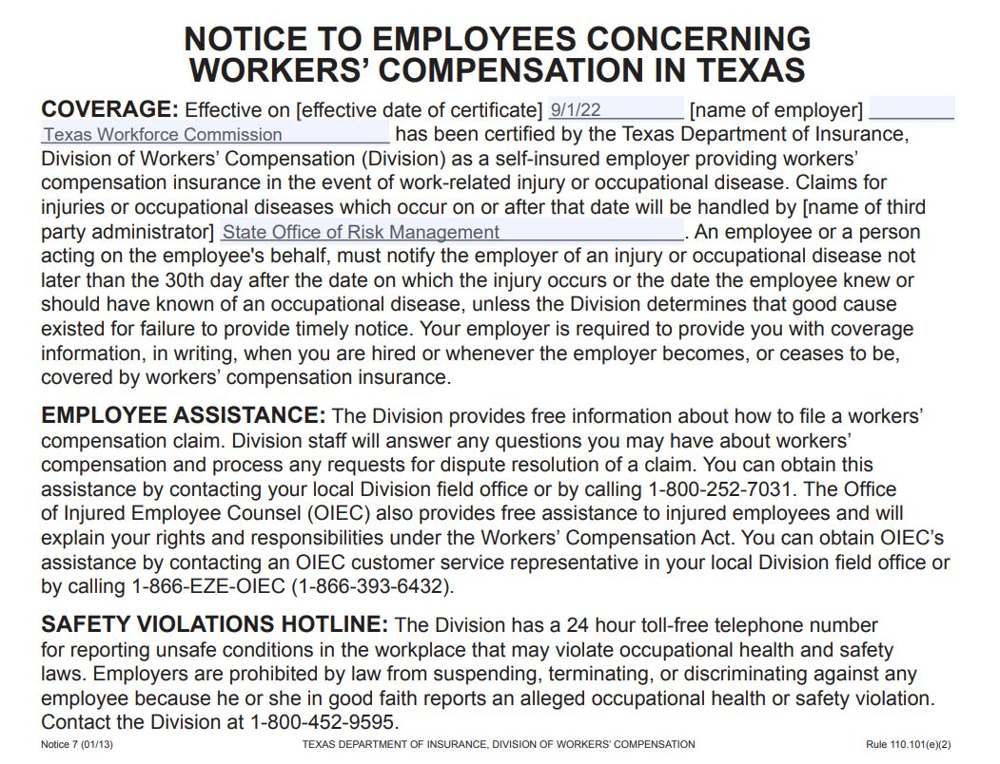 NOTICE TO EMPLOYEES CONCERNING
WORKERS’ COMPENSATION IN TEXAS
COVERAGE: Effective on [effective date of certificate] 9/1/22 [name of employer]
Texas Workforce Commission has been certified by the Texas Department of Insurance,
Division of Workers’ Compensation (Division) as a self-insured employer providing workers’
compensation insurance in the event of work-related injury or occupational disease. Claims for
injuries or occupational diseases which occur on or after that date will be handled by [name of third
party administrator] State Office of Risk Management. An employee or a person
acting on the employee's behalf, must notify the employer of an injury or occupational disease not
later than the 30th day after the date on which the injury occurs or the date the employee knew or
should have known of an occupational disease, unless the Division determines that good cause
existed for failure to provide timely notice. Your employer is required to provide you with coverage
information, in writing, when you are hired or whenever the employer becomes, or ceases to be,
covered by workers’ compensation insurance.
EMPLOYEE ASSISTANCE: The Division provides free information about how to file a workers’
compensation claim. Division staff will answer any questions you may have about workers’
compensation and process any requests for dispute resolution of a claim. You can obtain this
assistance by contacting your local Division field office or by calling 1-800-252-7031. The Office
of Injured Employee Counsel (OIEC) also provides free assistance to injured employees and will
explain your rights and responsibilities under the Workers’ Compensation Act. You can obtain OIEC’s
assistance by contacting an OIEC customer service representative in your local Division field office or
by calling 1-866-EZE-OIEC (1-866-393-6432).
SAFETY VIOLATIONS HOTLINE: The Division has a 24 hour toll-free telephone number
for reporting unsafe conditions in the workplace that may violate occupational health and safety
laws. Employers are prohibited by law from suspending, terminating, or discriminating against any
employee because he or she in good faith reports an alleged occupational health or safety violation.
Contact the Division at 1-800-452-9595.
Notice 7 (01/13) TEXAS DEPARTMENT OF INSURANCE, DIVISION OF WORKERS’ COMPENSATION Rule 110.101(e)(2)